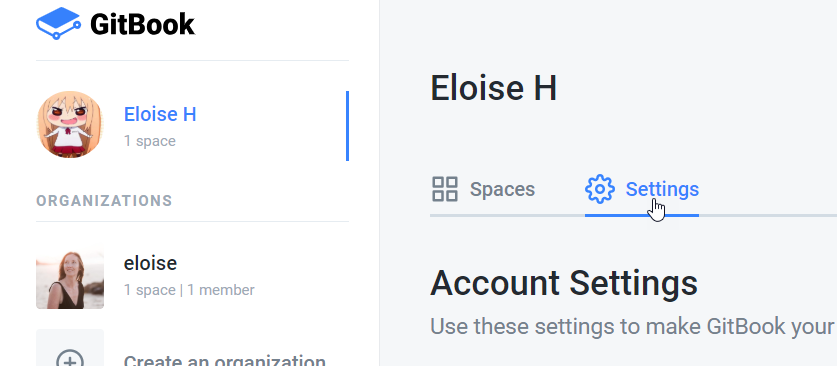 GitBook
Eloise H
1 space
ORGANIZATIONS
eloise
1 space | 1 member
Create an organization
Eloise H
Spaces
Settings
Account Settings
Use these settings to make GitBook your